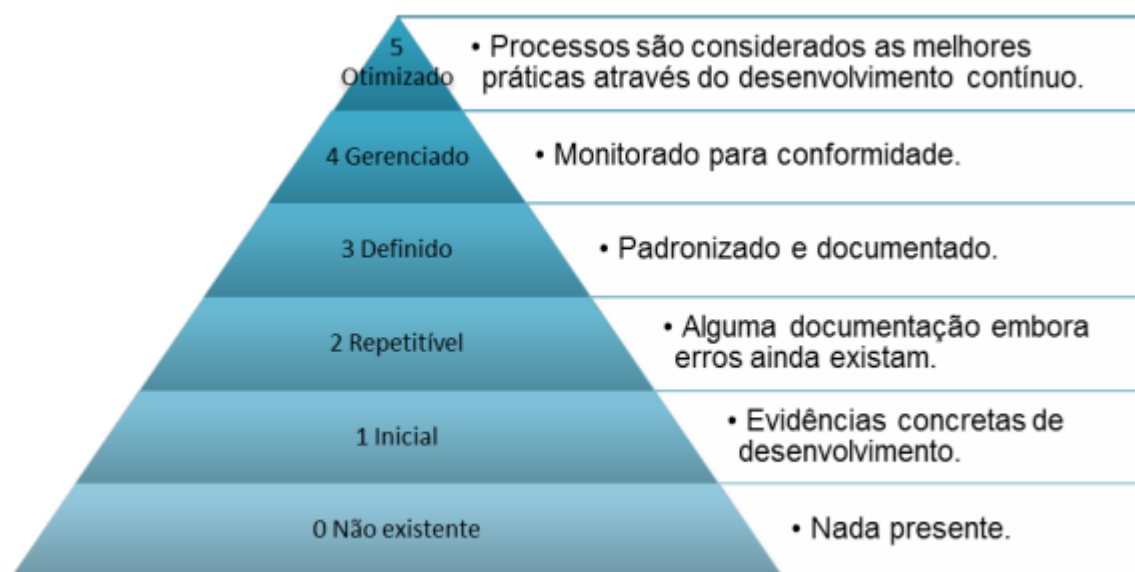 5
Otimizado
• Processos são considerados as melhores
práticas através do desenvolvimento contínuo.
4 Gerenciado
• Monitorado para conformidade.
3 Definido
• Padronizado e documentado.
2 Repetitível
• Alguma documentação embora
erros ainda existam.
1 Inicial
• Evidências concretas de
desenvolvimento.
0 Não existente
• Nada presente.